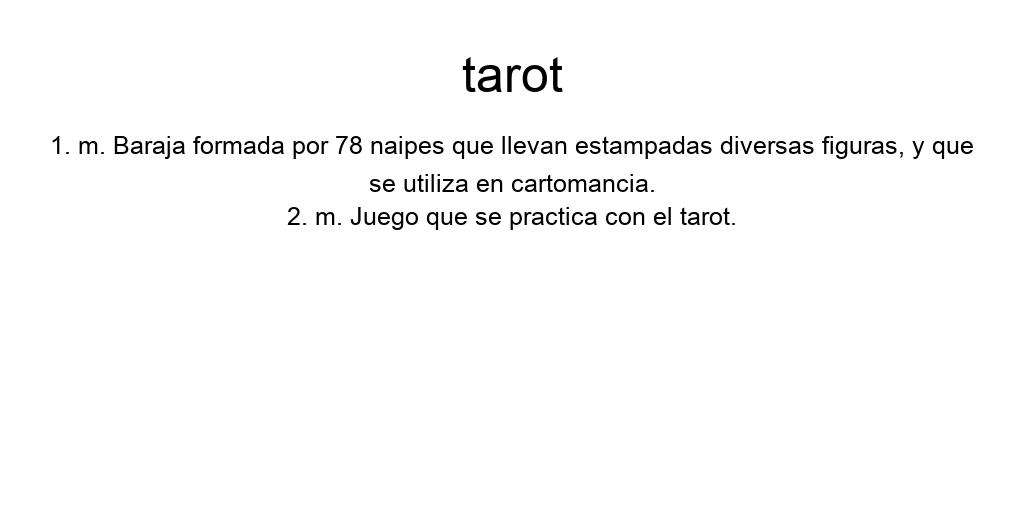 tarot
1. m. Baraja formada por 78 naipes que llevan estampadas diversas figuras, y que
se utiliza en cartomancia.
2. m. Juego que se practica con el tarot.